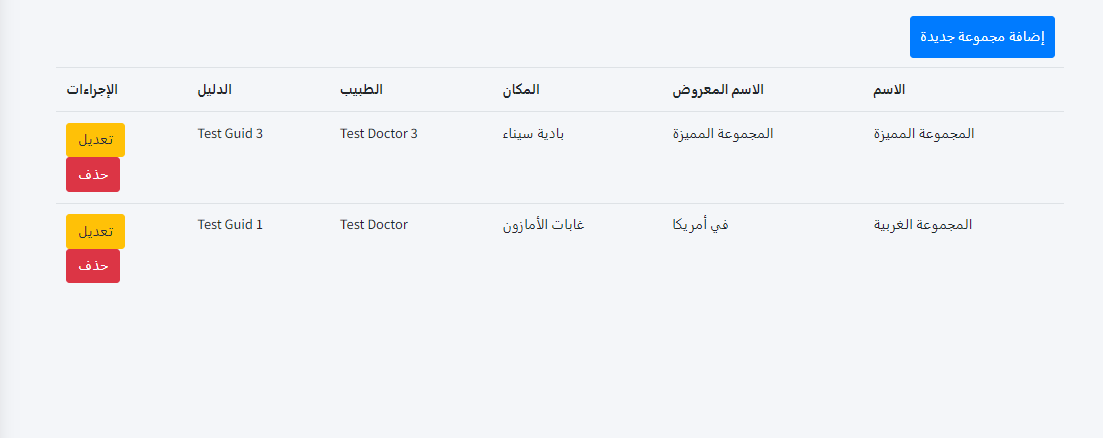 إضافة مجموعة جديدة
الاسم الاسم المعروض المكان الطبيب الدليل الإجراءات
المجموعة المميزة المجموعة المميزة بادية سيناء Test Doctor 3 Test Guid 3 تعديل
حذف
المجموعة الغربية في أمريكا غابات الأمازون Test Doctor Test Guid 1 تعديل
حذف